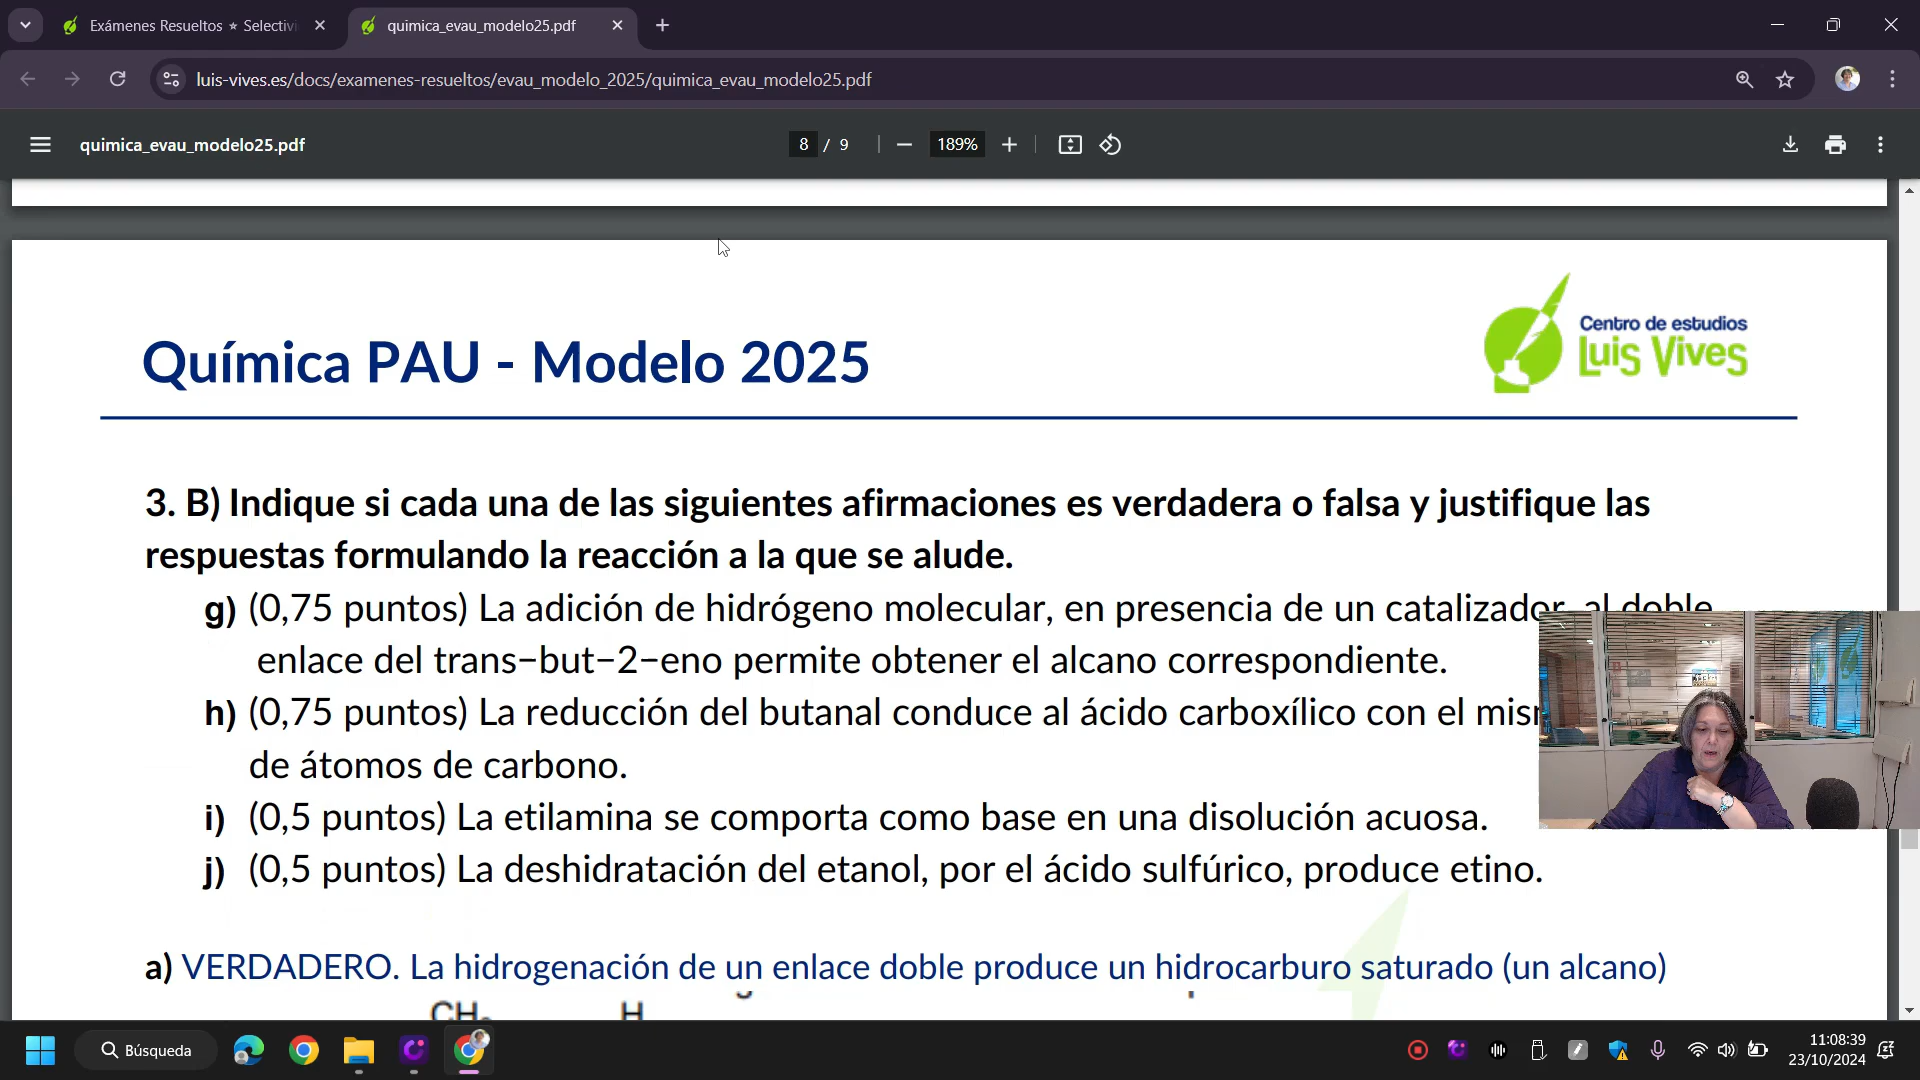 Exámenes Resueltos ★ Selectivi
quimica_evau_modelo25.pdf
luis-vives.es/docs/examenes-resueltos/evau_modelo_2025/quimica_evau_modelo25.pdf
quimica_evau_modelo25.pdf
8 / 9
189%
Química PAU - Modelo 2025
Centro de estudios
Luis Vives
3. B) Indique si cada una de las siguientes afirmaciones es verdadera o falsa y justifique las
respuestas formulando la reacción a la que se alude.
g) (0,75 puntos) La adición de hidrógeno molecular, en presencia de un catalizador, al doble
enlace del trans−but−2−eno permite obtener el alcano correspondiente.
h) (0,75 puntos) La reducción del butanal conduce al ácido carboxílico con el
de átomos de carbono.
i) (0,5 puntos) La etilamina se comporta como base en una disolución acuosa.
j) (0,5 puntos) La deshidratación del etanol, por el ácido sulfúrico, produce etino.
a) VERDADERO. La hidrogenación de un enlace doble produce un hidrocarburo saturado (un alcano)
CH₃ H
Búsqueda
11:08:39
23/10/2024